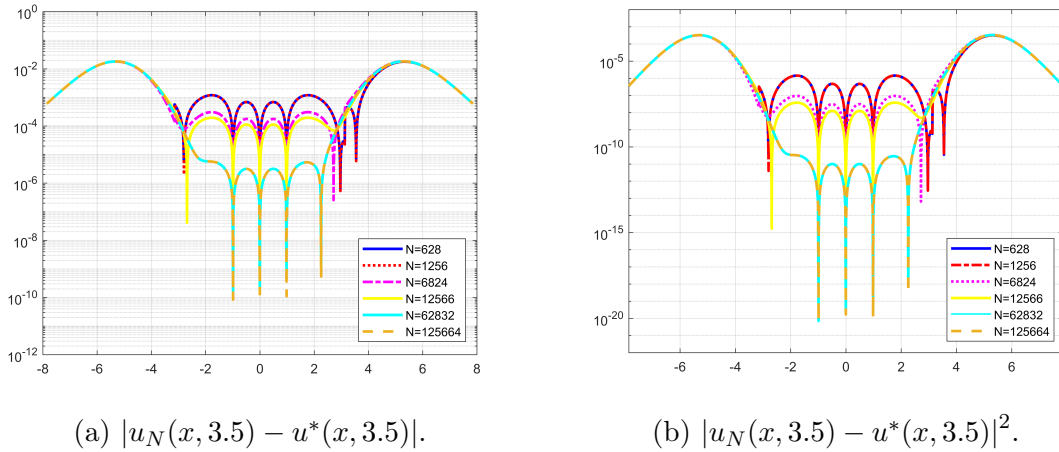 10^0
10^-2
10^-4
10^-6
10^-8
10^-10
10^-12
-8 -6 -4 -2 0 2 4 6 8
N=628
N=1256
N=6824
N=12566
N=62832
N=125664
10^-5
10^-10
10^-15
10^-20
-6 -4 -2 0 2 4 6
N=628
N=1256
N=6824
N=12566
N=62832
N=125664
(a) |u_N(x, 3.5) − u*(x, 3.5)|.
(b) |u_N(x, 3.5) − u*(x, 3.5)|^2.